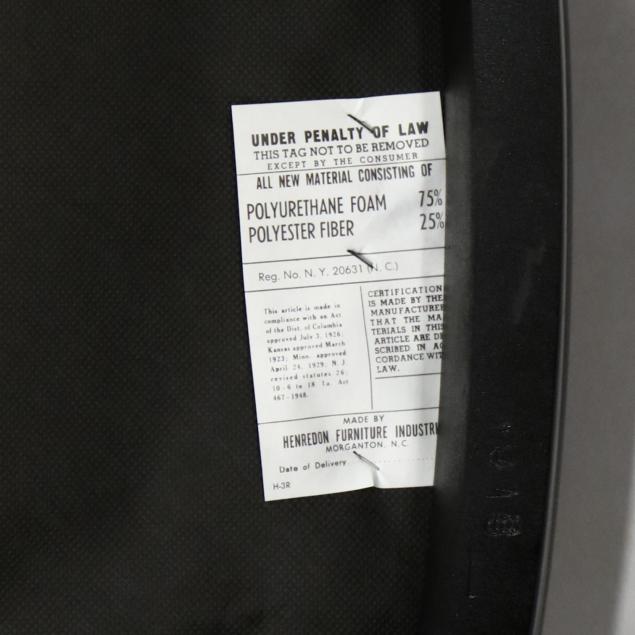 UNDER PENALTY OF LAW
THIS TAG NOT TO BE REMOVED
EXCEPT BY THE CONSUMER
ALL NEW MATERIAL CONSISTING OF
POLYURETHANE FOAM 75%
POLYESTER FIBER 25%
Reg. No. N. Y. 20631 (N. C.)
This article is made in
compliance with an Act
of the Dist. of Columbia
approved July 3, 1926;
Kansas approved March
1923; Minn. approved
April 24, 1929; N. J.
revised statutes 26:
10-6 to 18 La. Act
467-1948.
CERTIFICATION
IS MADE BY THE
MANUFACTURER
THAT THE MA
TERIALS IN THIS
ARTICLE ARE DE
SCRIBED IN AC
CORDANCE WIT
LAW.
MADE BY
HENREDON FURNITURE INDUSTR
MORGANTON, N. C.
Date of Delivery
H-3R